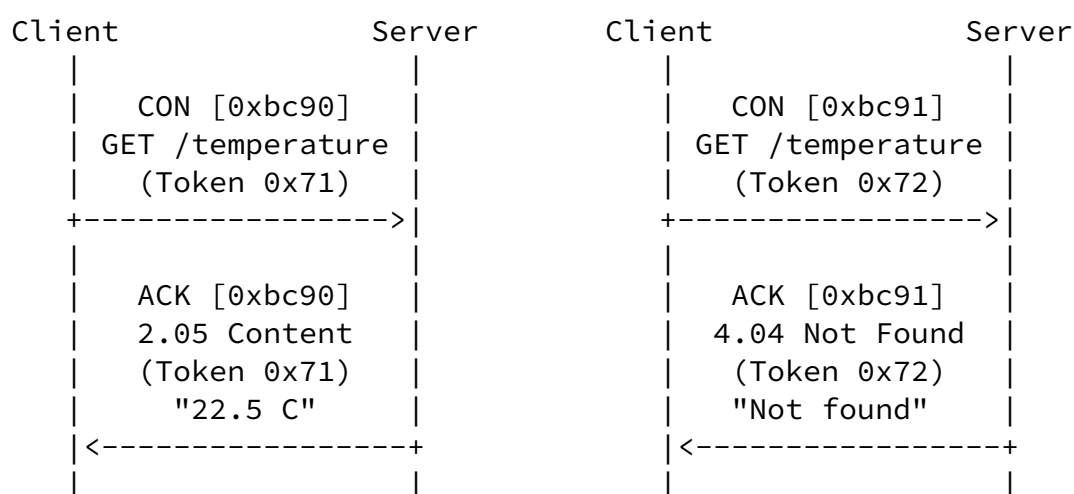 Client Server Client Server
CON [0xbc90] CON [0xbc91]
GET /temperature GET /temperature
(Token 0x71) (Token 0x72)
ACK [0xbc90] ACK [0xbc91]
2.05 Content 4.04 Not Found
(Token 0x71) (Token 0x72)
"22.5 C" "Not found"